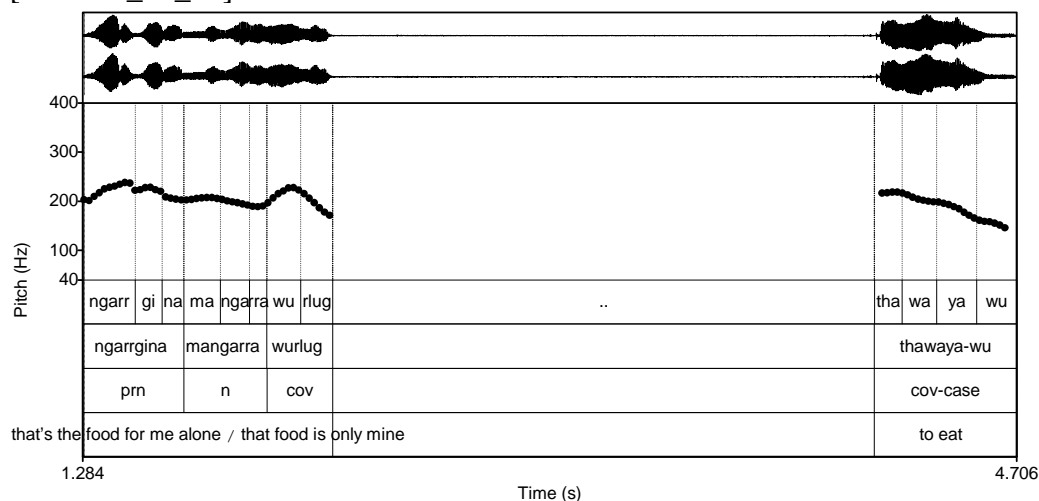 400
300
200
100
40
Pitch (Hz)
ngarr gi na ma ngarra wu rlug .. tha wa ya wu
ngarrgina mangarra wurlug thawaya-wu
prn n cov cov-case
that's the food for me alone / that food is only mine to eat
1.284 4.706
Time (s)